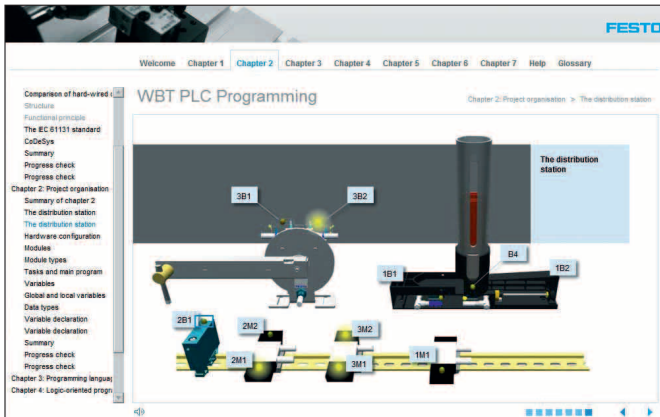 FESTO
Welcome Chapter 1 Chapter 2 Chapter 3 Chapter 4 Chapter 5 Chapter 6 Chapter 7 Help Glossary
WBT PLC Programming
Chapter 2: Project organisation > The distribution station
Comparison of hard-wired
Structure
Functional principle
The IEC 61131 standard
CoDeSys
Summary
Progress check
Progress check
Chapter 2: Project organisation
Summary of chapter 2
The distribution station
The distribution station
Hardware configuration
Modules
Module types
Tasks and main program
Variables
Global and local variables
Data types
Variable declaration
Variable declaration
Summary
Progress check
Progress check
Chapter 3: Programming languag
Chapter 4: Logic-oriented progr
The distribution
station
3B1
3B2
B4
1B1
1B2
2B1
2M2
3M2
2M1
3M1
1M1